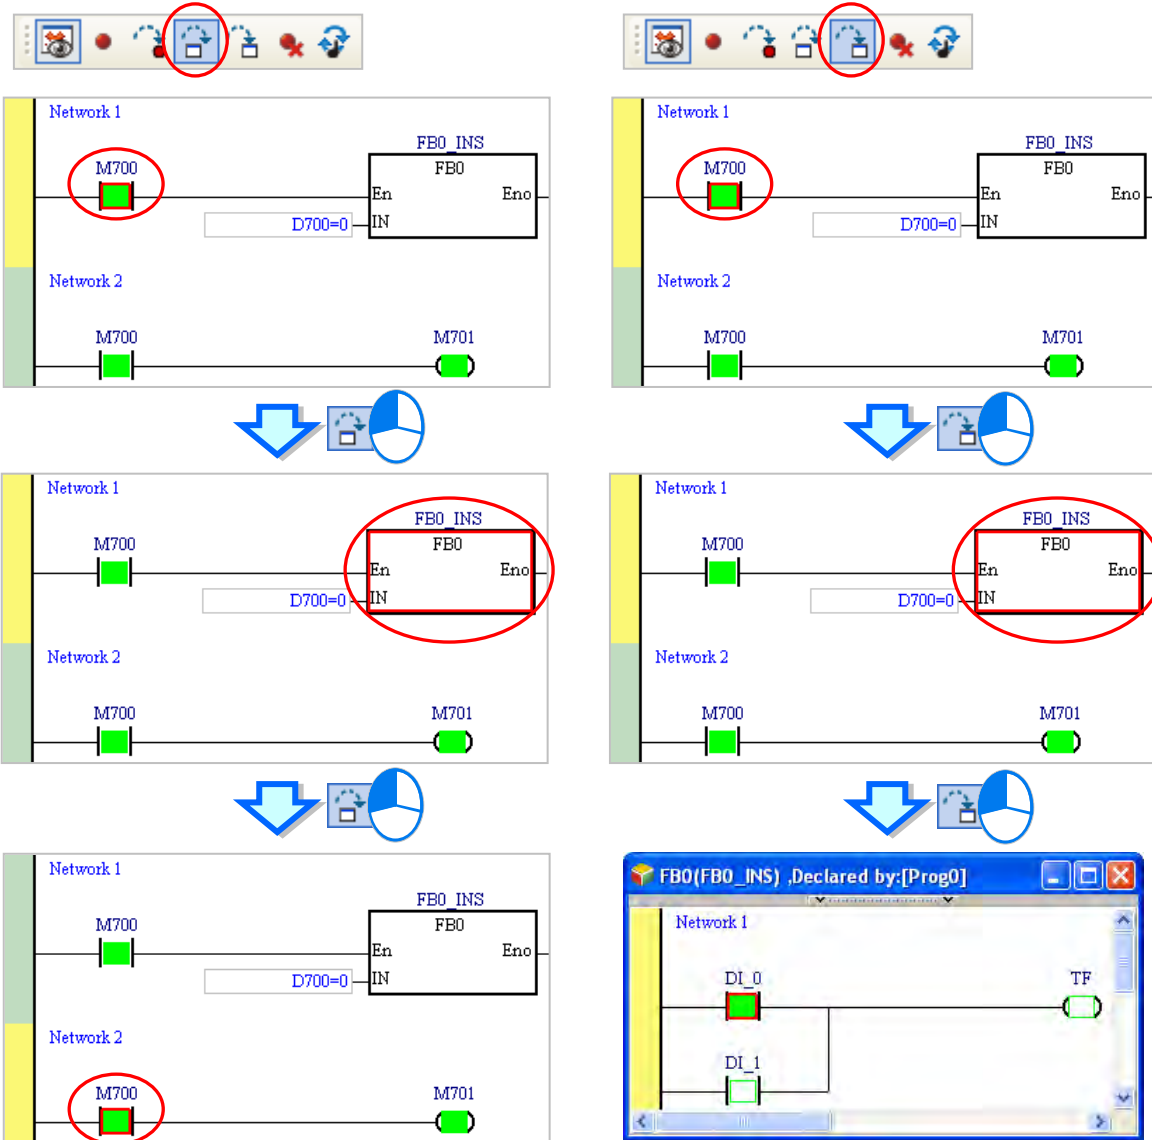 Network 1
FB0_INS
M700
FB0
En
Eno
D700=0
IN
Network 2
M700
M701
Network 1
FB0_INS
M700
FB0
En
Eno
D700=0
IN
Network 2
M700
M701
Network 1
FB0_INS
M700
FB0
En
Eno
D700=0
IN
Network 2
M700
M701
Network 1
FB0_INS
M700
FB0
En
Eno
D700=0
IN
Network 2
M700
M701
Network 1
FB0_INS
M700
FB0
En
Eno
D700=0
IN
Network 2
M700
M701
FB0(FB0_INS) ,Declared by:[Prog0]
Network 1
DI_0
TF
DI_1